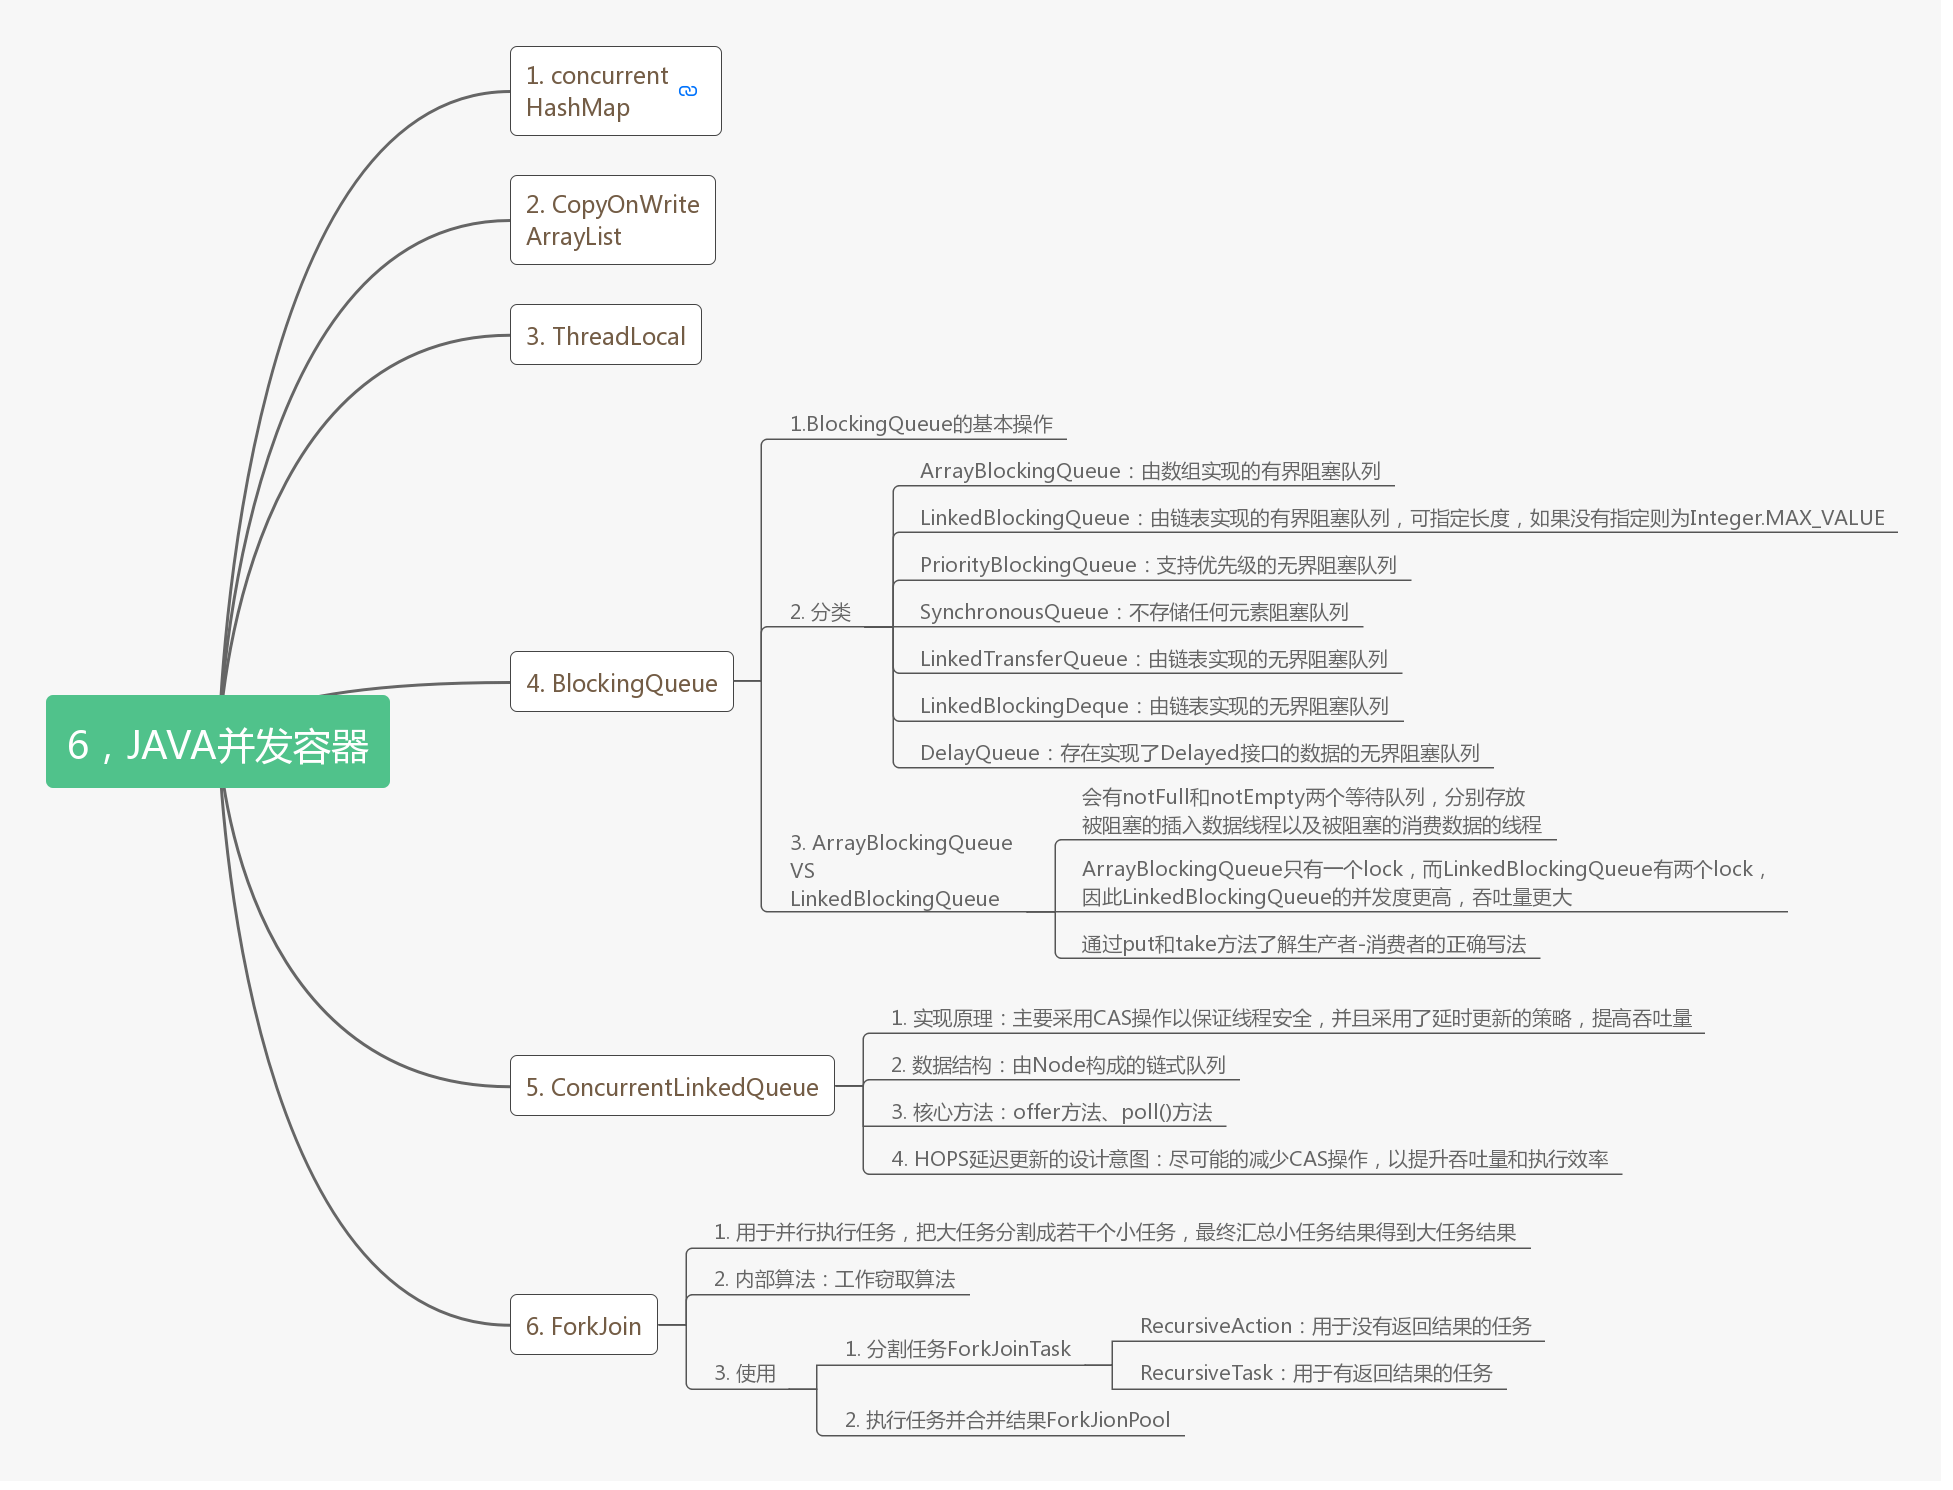 6，JAVA并发容器
1. concurrent
HashMap
2. CopyOnWrite
ArrayList
3. ThreadLocal
4. BlockingQueue
1.BlockingQueue的基本操作
2. 分类
ArrayBlockingQueue：由数组实现的有界阻塞队列
LinkedBlockingQueue：由链表实现的有界阻塞队列，可指定长度，如果没有指定则为Integer.MAX_VALUE
PriorityBlockingQueue：支持优先级的无界阻塞队列
SynchronousQueue：不存储任何元素阻塞队列
LinkedTransferQueue：由链表实现的无界阻塞队列
LinkedBlockingDeque：由链表实现的无界阻塞队列
DelayQueue：存在实现了Delayed接口的数据的无界阻塞队列
3. ArrayBlockingQueue
VS
LinkedBlockingQueue
会有notFull和notEmpty两个等待队列，分别存放
被阻塞的插入数据线程以及被阻塞的消费数据的线程
ArrayBlockingQueue只有一个lock，而LinkedBlockingQueue有两个lock，
因此LinkedBlockingQueue的并发度更高，吞吐量更大
通过put和take方法了解生产者-消费者的正确写法
5. ConcurrentLinkedQueue
1. 实现原理：主要采用CAS操作以保证线程安全，并且采用了延时更新的策略，提高吞吐量
2. 数据结构：由Node构成的链式队列
3. 核心方法：offer方法、poll()方法
4. HOPS延迟更新的设计意图：尽可能的减少CAS操作，以提升吞吐量和执行效率
6. ForkJoin
1. 用于并行执行任务，把大任务分割成若干个小任务，最终汇总小任务结果得到大任务结果
2. 内部算法：工作窃取算法
3. 使用
1. 分割任务ForkJoinTask
RecursiveAction：用于没有返回结果的任务
RecursiveTask：用于有返回结果的任务
2. 执行任务并合并结果ForkJionPool